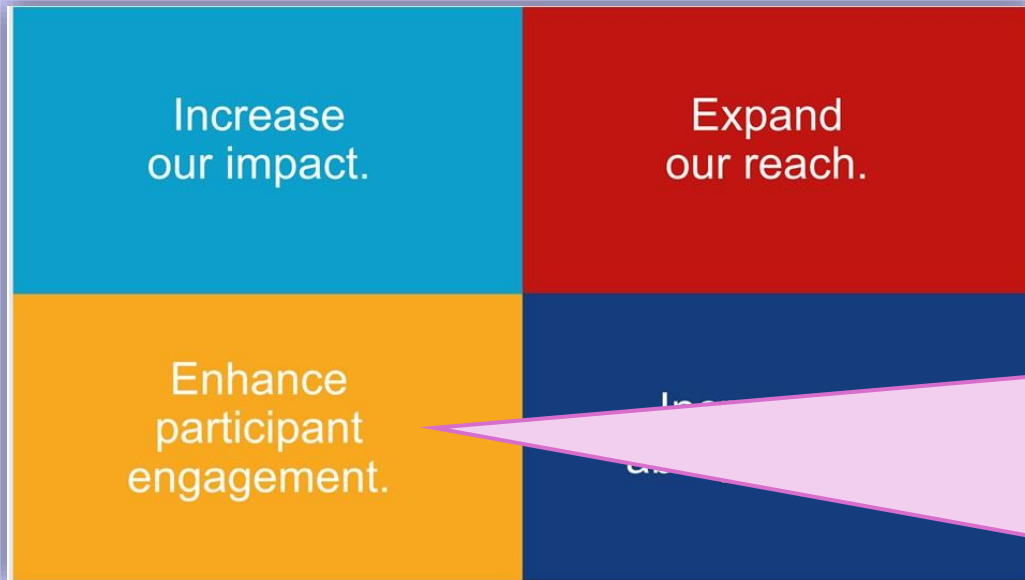 Increase
our impact.
Expand
our reach.
Enhance
participant
engagement.